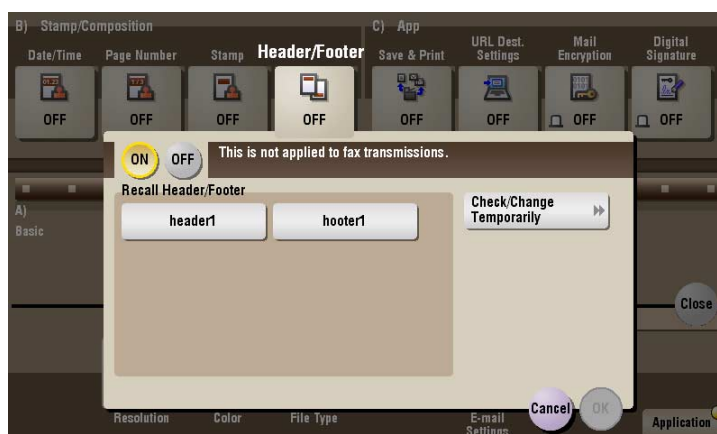 B) Stamp/Composition
C) App
Date/Time
Page Number
Stamp
Header/Footer
Save & Print
URL Dest.
Settings
Mail
Encryption
Digital
Signature
OFF
OFF
OFF
OFF
OFF
OFF
OFF
OFF
ON
OFF
This is not applied to fax transmissions.
Recall Header/Footer
header1
hooter1
Check/Change
Temporarily
A)
Basic
Close
Cancel
OK
Resolution
Color
File Type
E-mail
Settings
Application